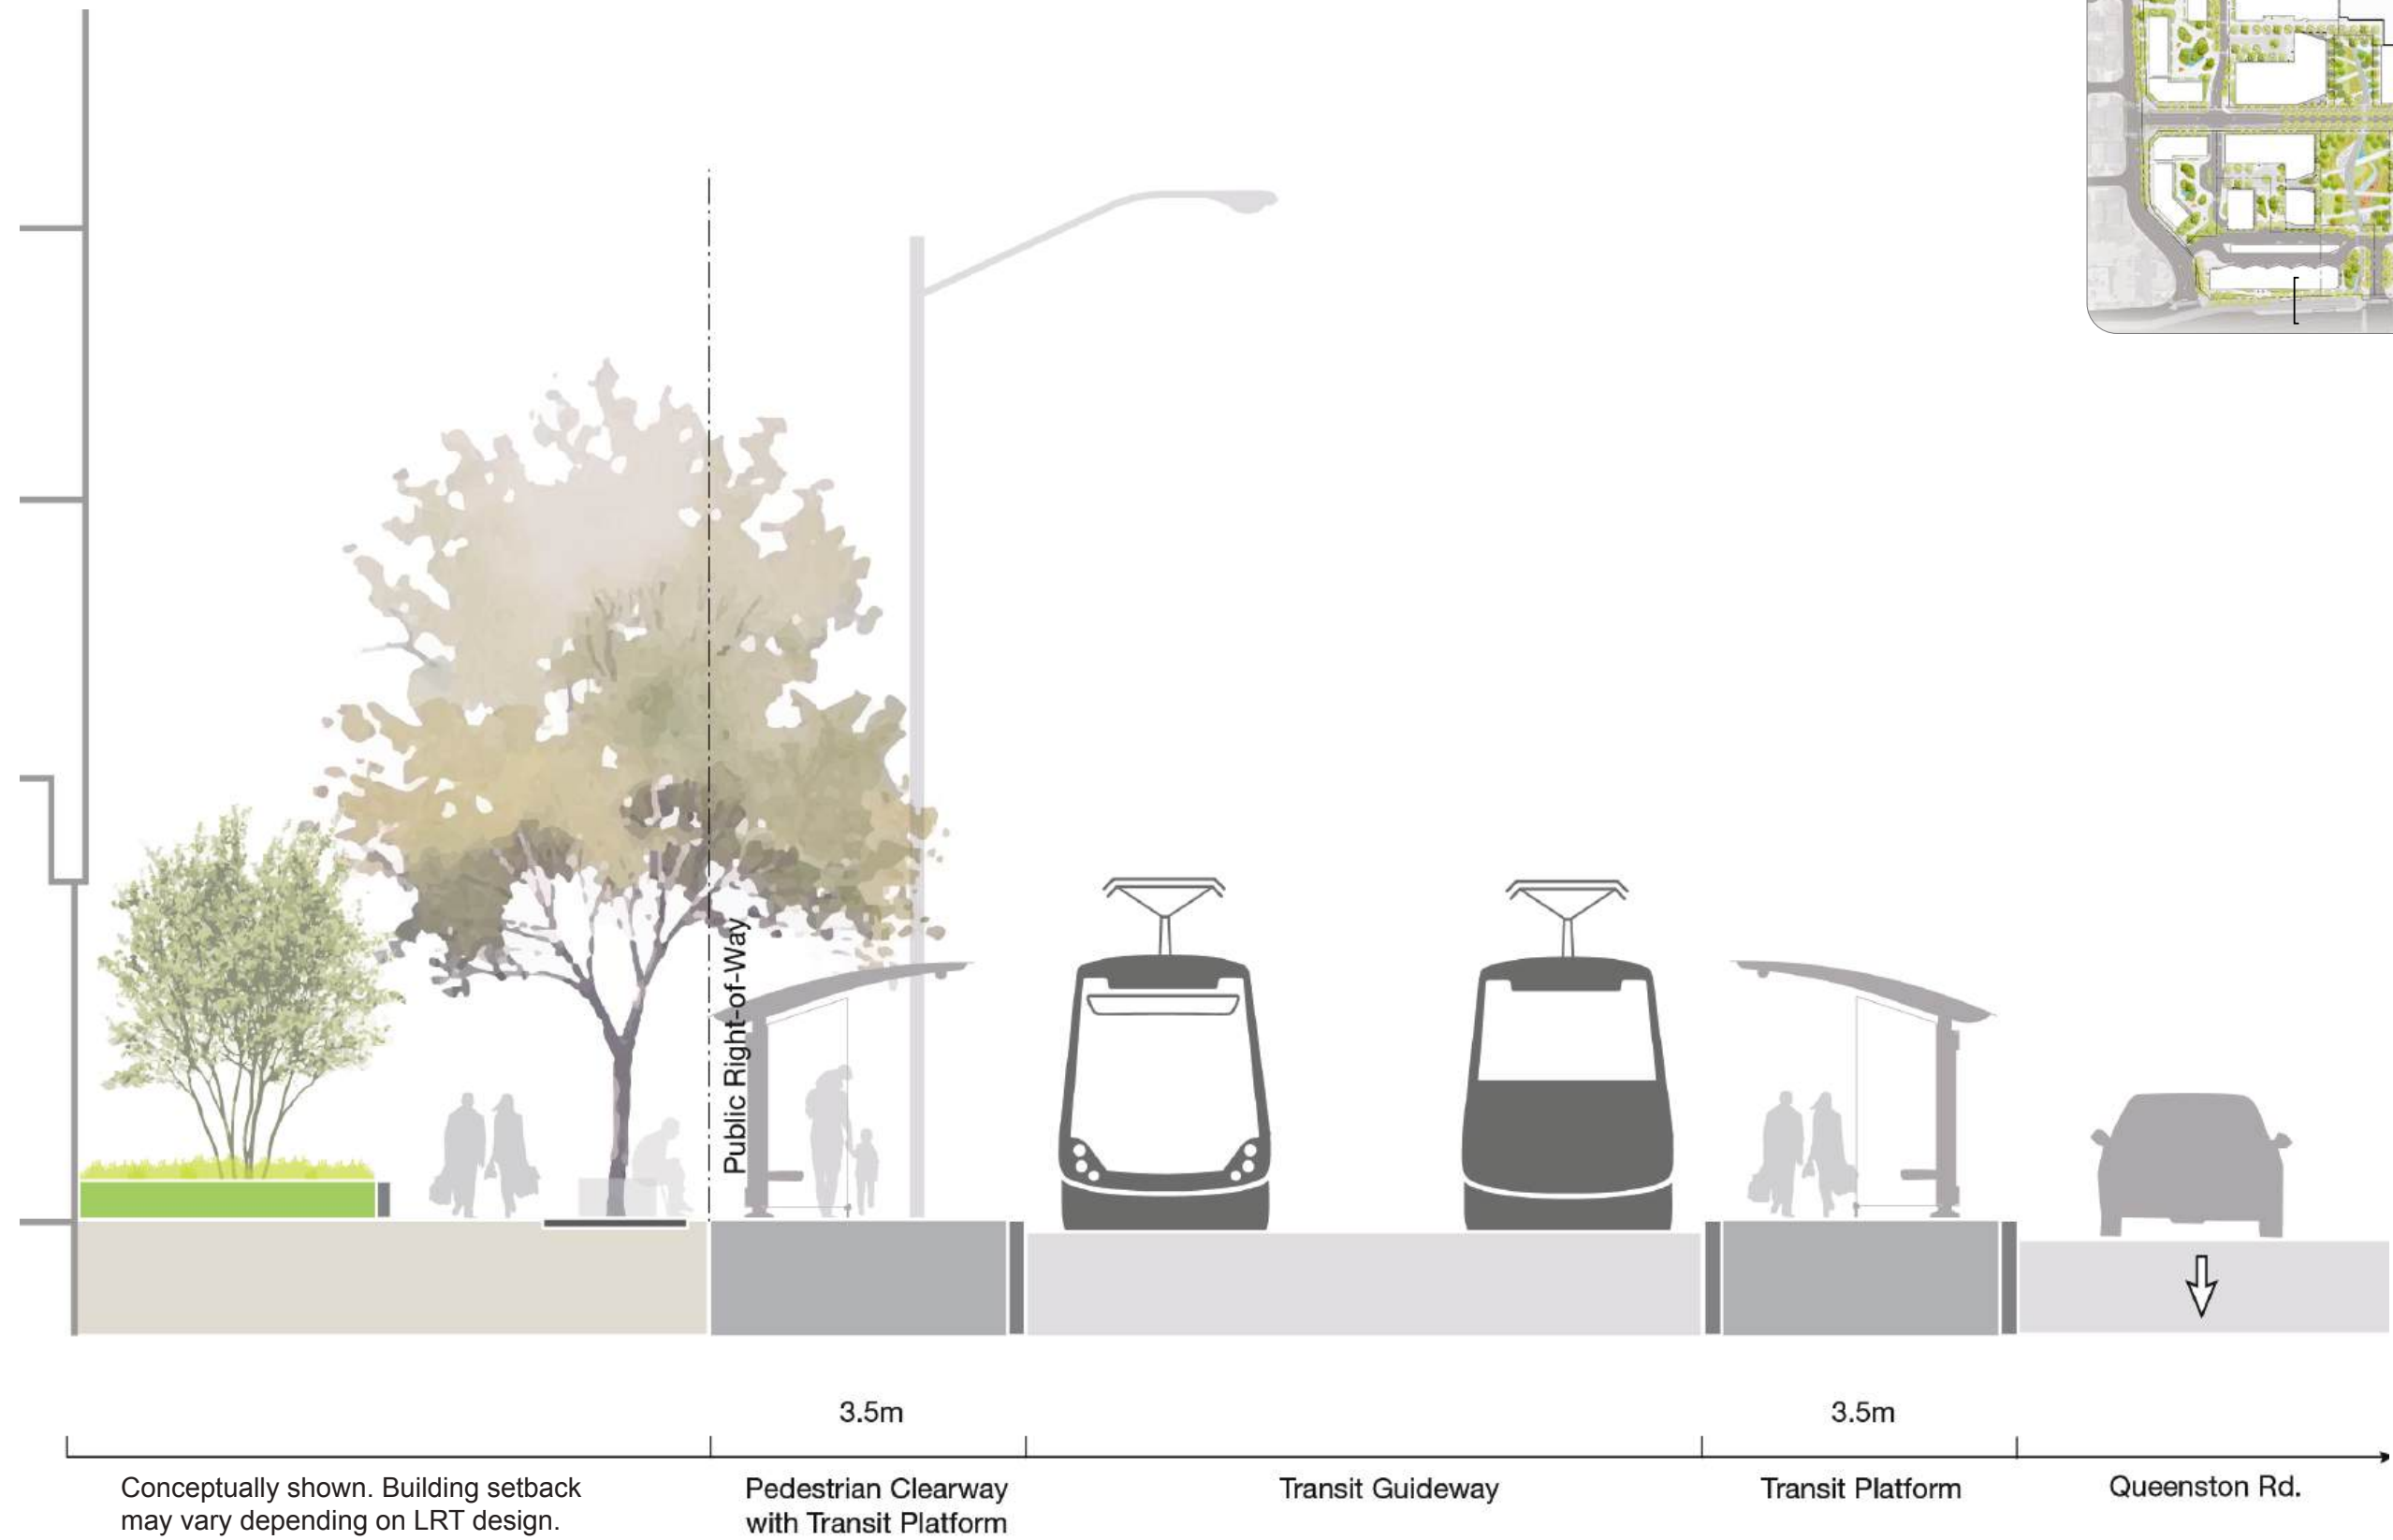 Public Right-of-Way
3.5m
3.5m
Conceptually shown. Building setback
may vary depending on LRT design.
Pedestrian Clearway
with Transit Platform
Transit Guideway
Transit Platform
Queenston Rd.